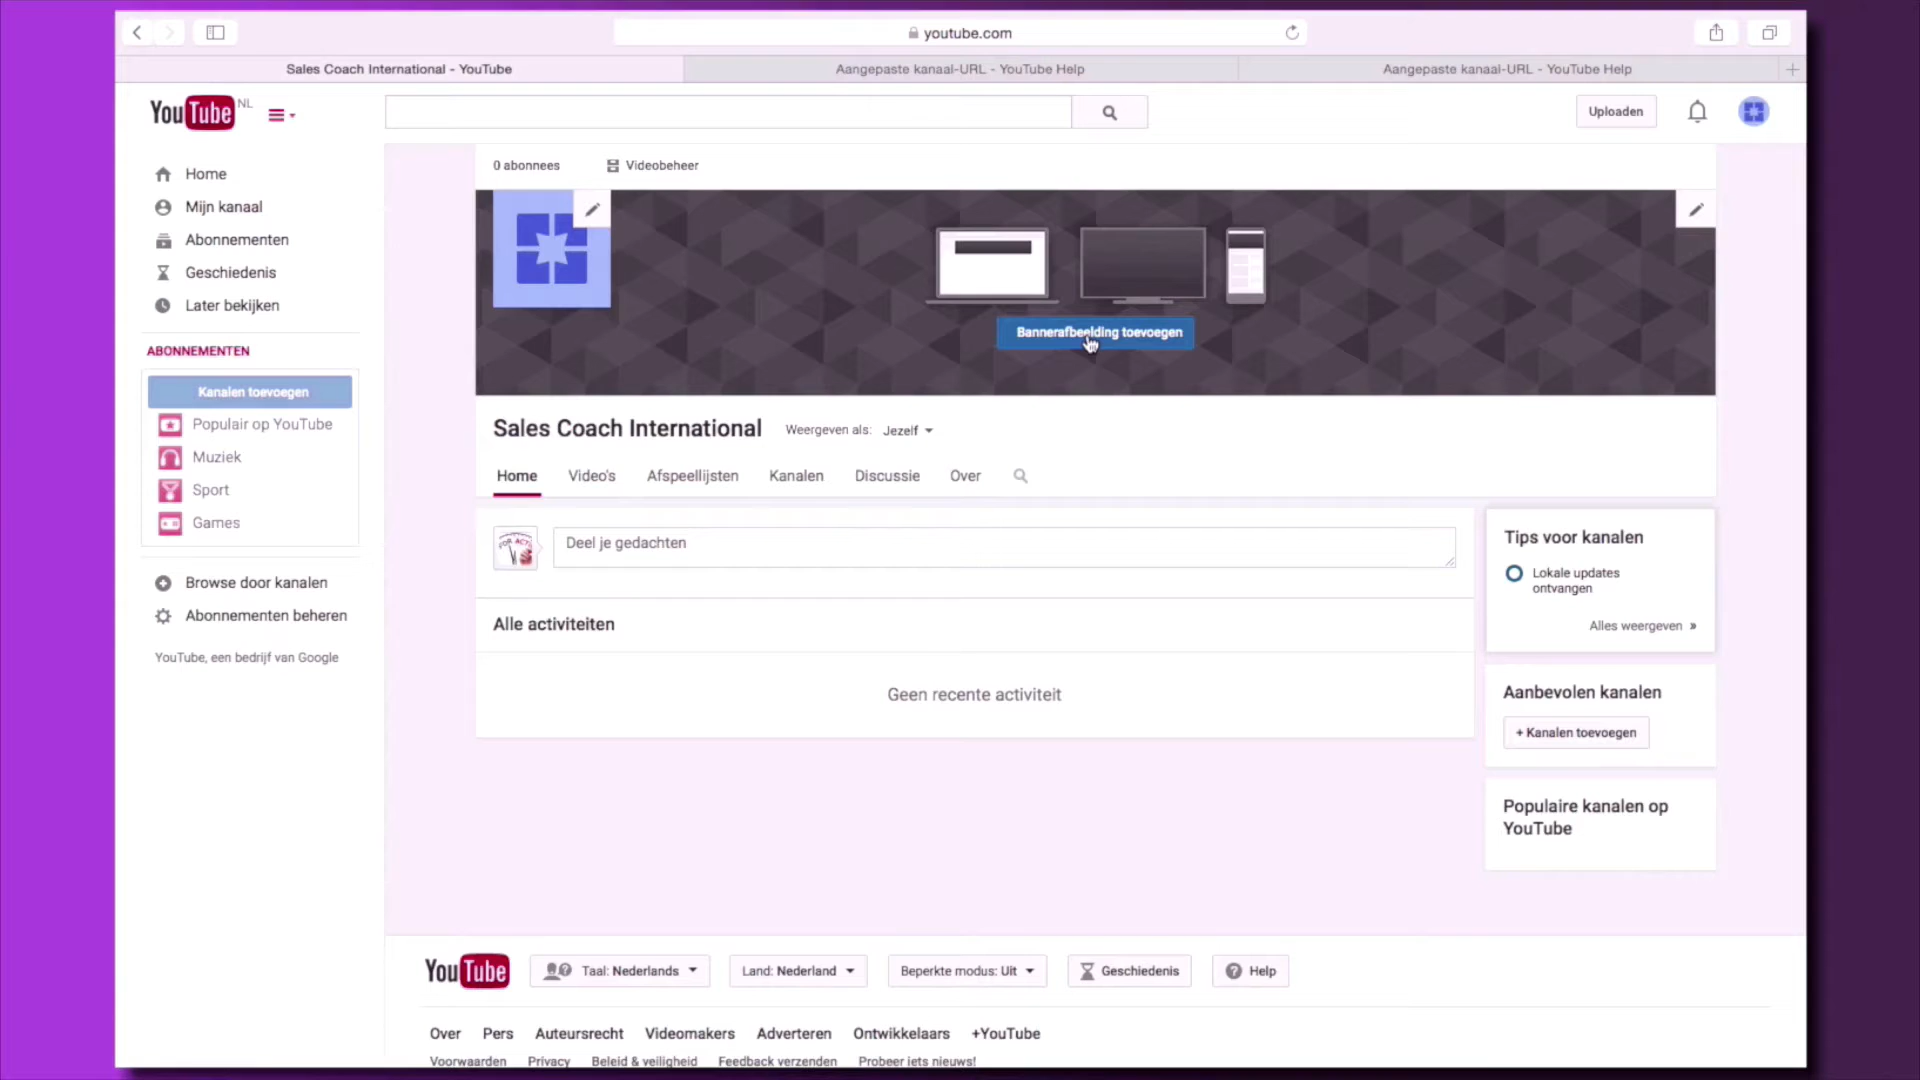 youtube.com
Sales Coach International - YouTube
Aangepaste kanaal-URL - YouTube Help
Aangepaste kanaal-URL - YouTube Help
YouTube NL
Uploaden
Home
Mijn kanaal
Abonnementen
Geschiedenis
Later bekijken
ABONNEMENTEN
Kanalen toevoegen
Populair op YouTube
Muziek
Sport
Games
Browse door kanalen
Abonnementen beheren
YouTube, een bedrijf van Google
0 abonnees
Videobeheer
Bannerafbeelding toevoegen
Sales Coach International
Weergeven als: Jezelf
Home
Video's
Afspeellijsten
Kanalen
Discussie
Over
FOR ACT
Deel je gedachten
Alle activiteiten
Geen recente activiteit
Tips voor kanalen
Lokale updates
ontvangen
Alles weergeven »
Aanbevolen kanalen
+ Kanalen toevoegen
Populaire kanalen op
YouTube
YouTube
Taal: Nederlands
Land: Nederland
Beperkte modus: Uit
Geschiedenis
Help
Over
Pers
Auteursrecht
Videomakers
Adverteren
Ontwikkelaars
+YouTube
Voorwaarden
Privacy
Beleid & veiligheid
Feedback verzenden
Probeer iets nieuws!